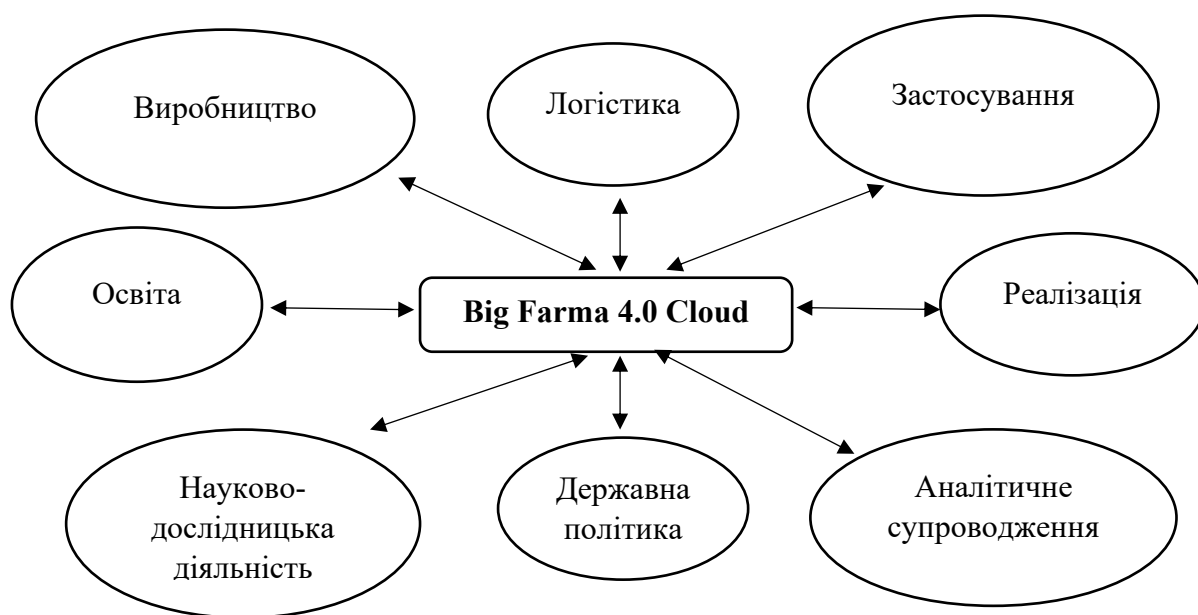 Виробництво
Логістика
Застосування
Освіта
Big Farma 4.0 Cloud
Реалізація
Науково-
дослідницька
діяльність
Державна
політика
Аналітичне
супроводження